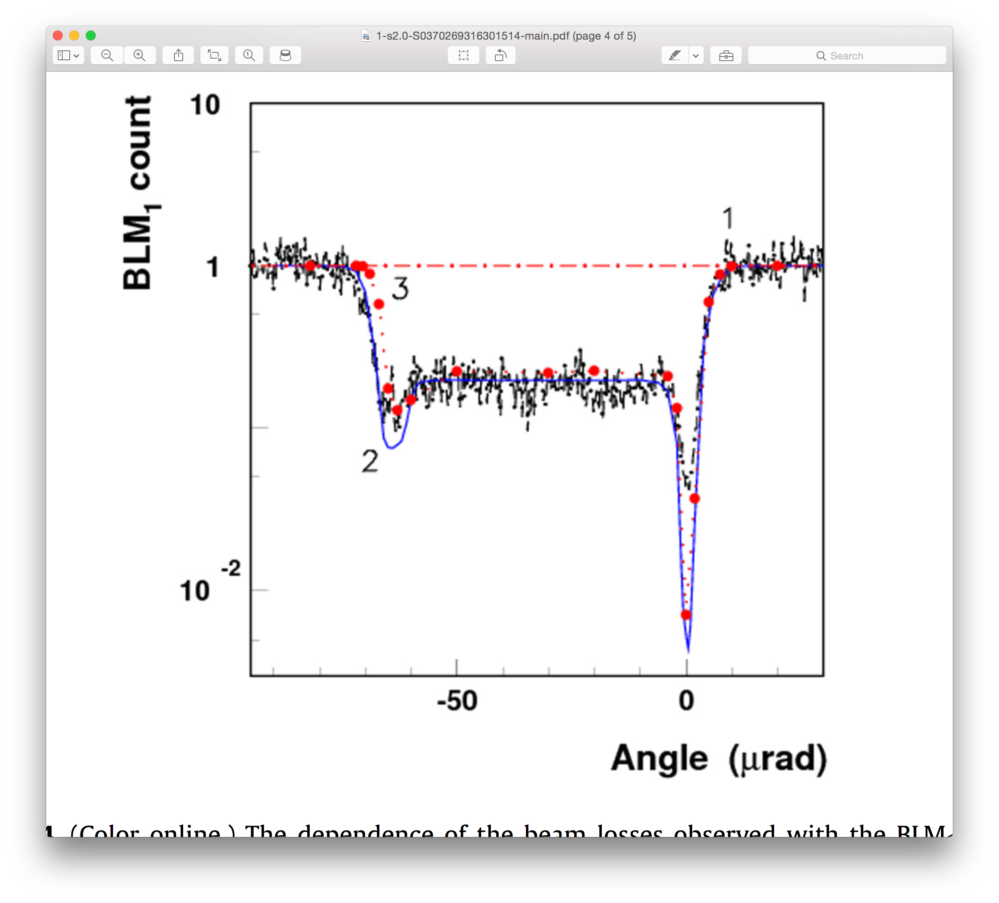 1-s2.0-S0370269316301514-main.pdf (page 4 of 5)
Search
BLM1 count
10
1
10 -2
1
3
2
-50
0
Angle (μrad)
4. (Color online.) The dependence of the beam losses observed with the BLM